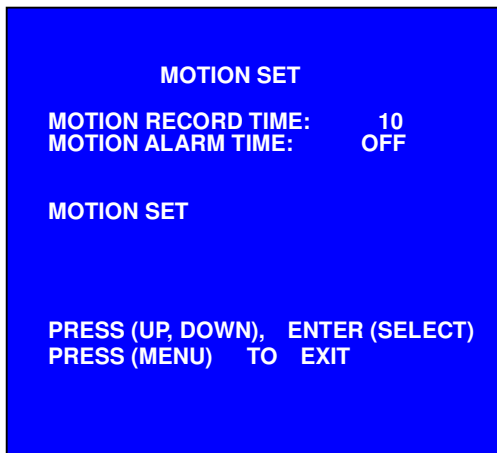 MOTION SET
MOTION RECORD TIME: 10
MOTION ALARM TIME: OFF
MOTION SET
PRESS (UP, DOWN), ENTER (SELECT)
PRESS (MENU) TO EXIT